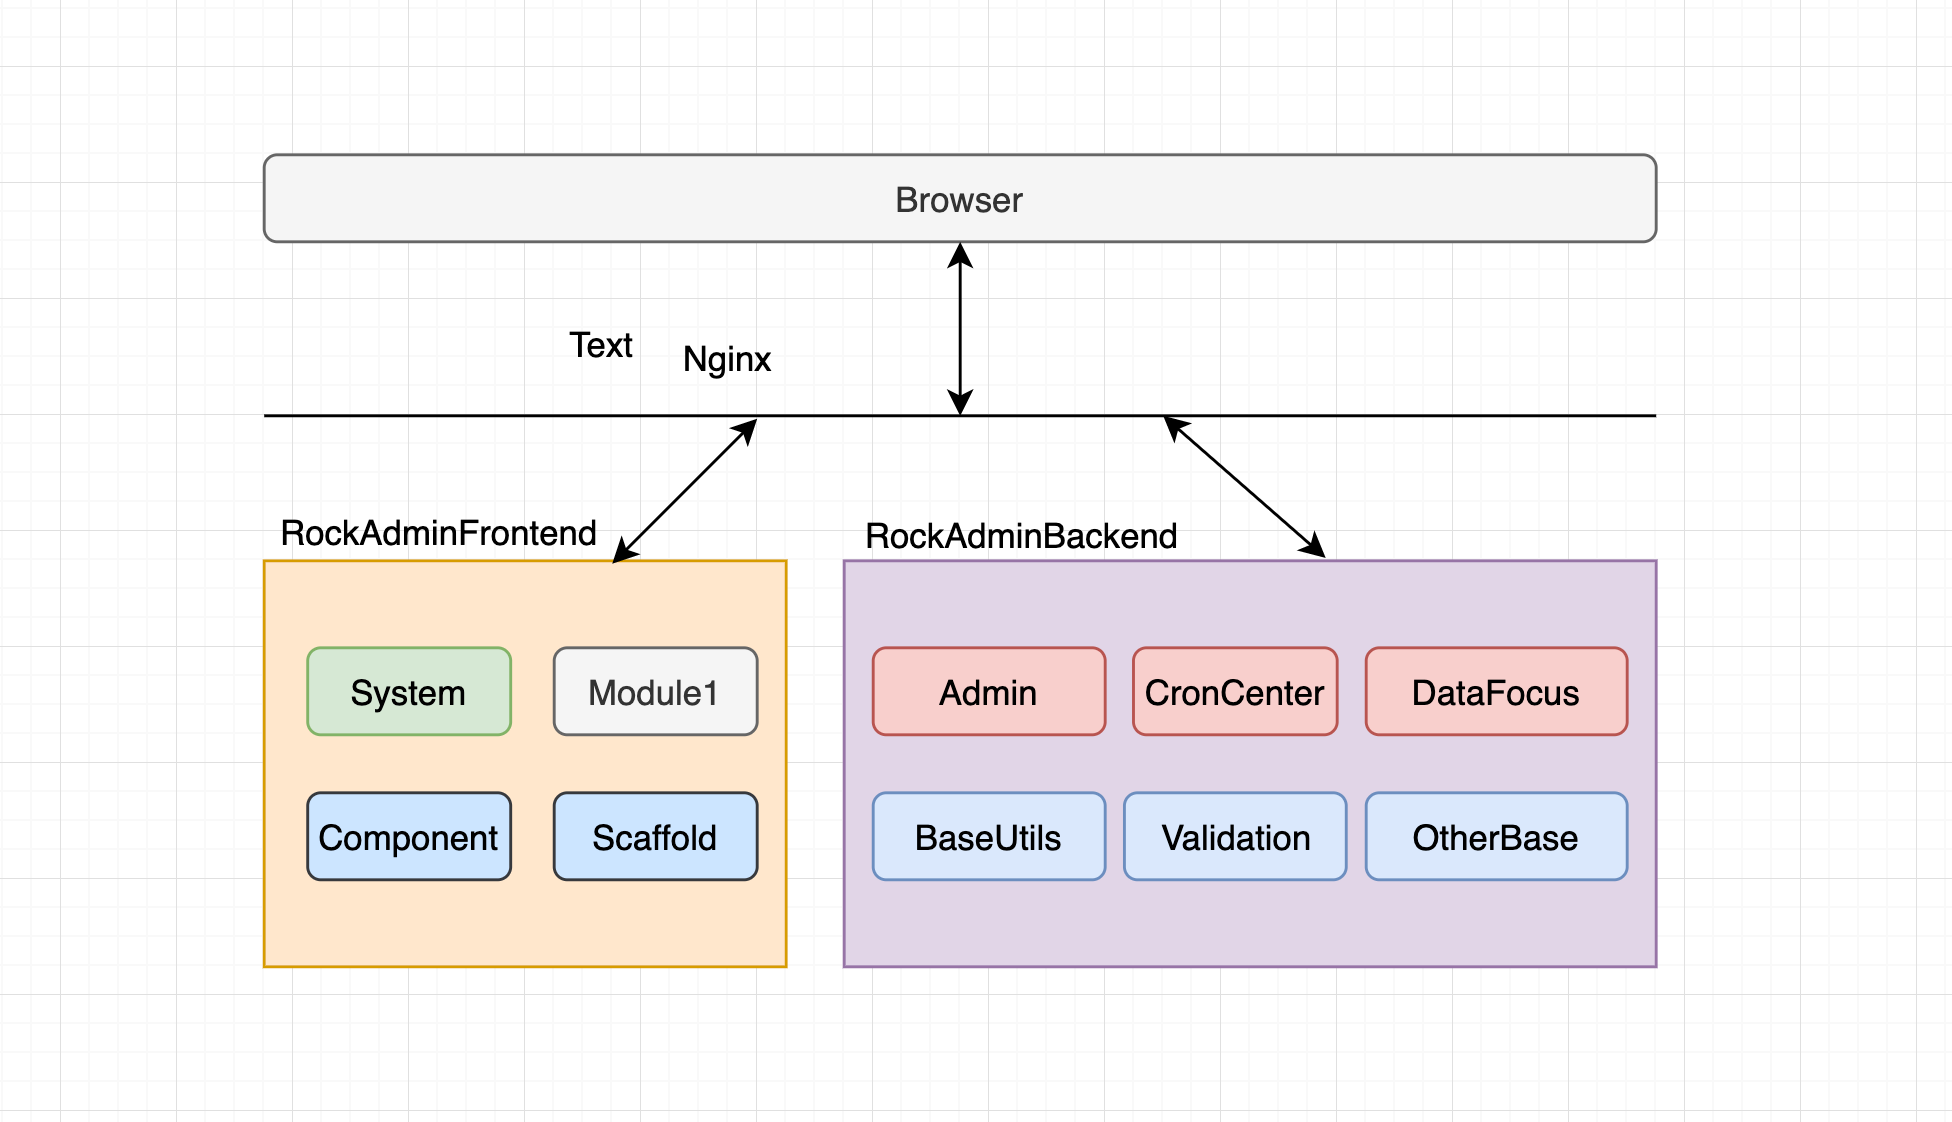 Browser
Text
Nginx
RockAdminFrontend
RockAdminBackend
System
Module1
Admin
CronCenter
DataFocus
Component
Scaffold
BaseUtils
Validation
OtherBase